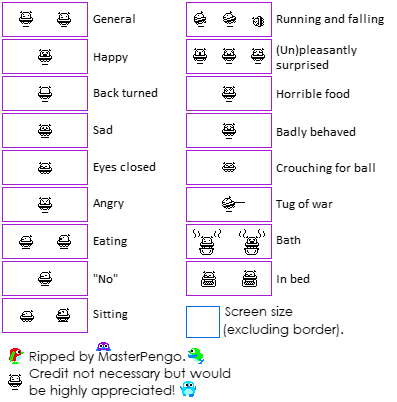 General
Happy
Back turned
Sad
Eyes closed
Angry
Eating
"No"
Sitting
Running and falling
(Un)pleasantly
surprised
Horrible food
Badly behaved
Crouching for ball
Tug of war
Bath
In bed
Screen size
(excluding border).
Ripped by MasterPengo.
Credit not necessary but would
be highly appreciated!